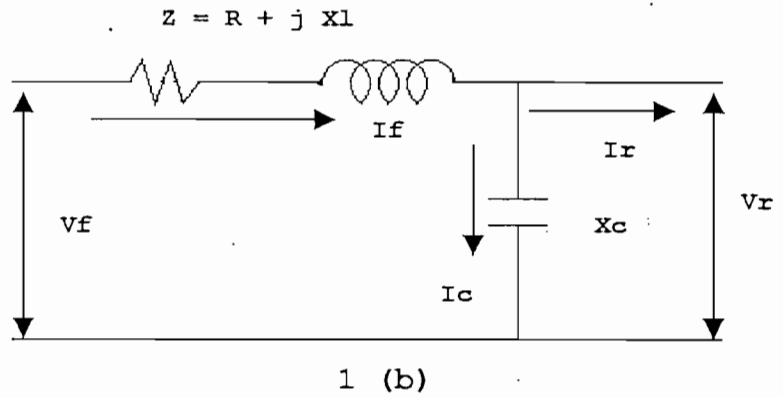 Z = R + j Xl
If
Ir
Vf
Xc
Vr
Ic
1 (b)